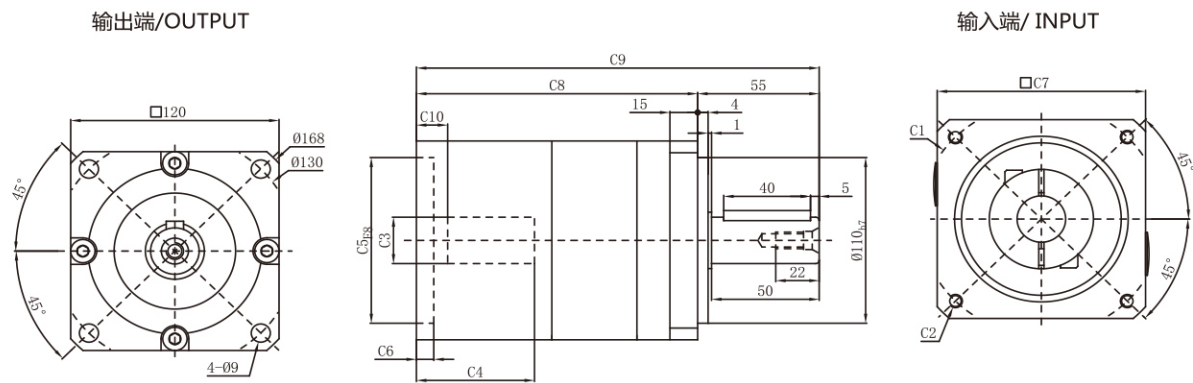 输出端/OUTPUT
输入端/ INPUT
□120
Ø168
Ø130
45°
45°
4-Ø9
C9
C8
55
15
4
C10
1
40
5
C5F8
C3
Ø110h7
22
50
C6
C4
□C7
C1
45°
45°
C2